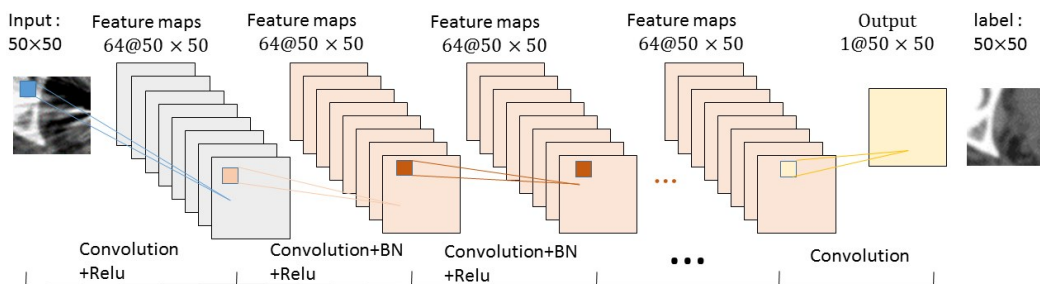 Input :
50×50
Feature maps
64@50 × 50
Feature maps
64@50 × 50
Feature maps
64@50 × 50
Feature maps
64@50 × 50
Output
1@50 × 50
label :
50×50
...
Convolution
+Relu
Convolution+BN
+Relu
Convolution+BN
+Relu
...
Convolution